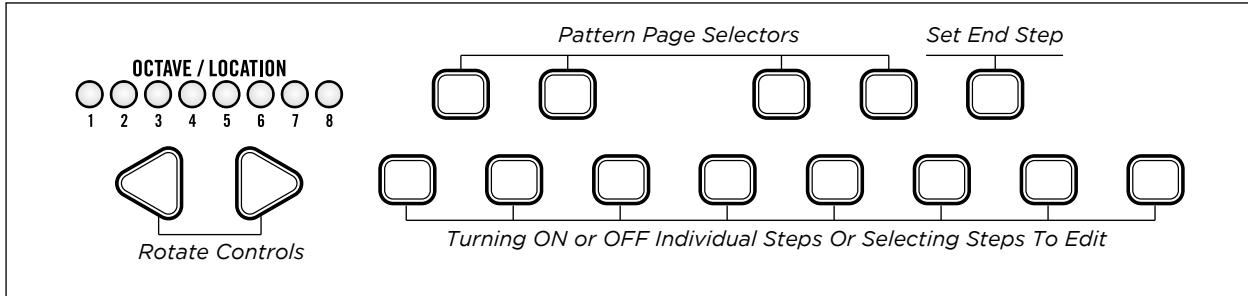 Pattern Page Selectors
Set End Step
OCTAVE / LOCATION
1 2 3 4 5 6 7 8
Turning ON or OFF Individual Steps Or Selecting Steps To Edit
Rotate Controls